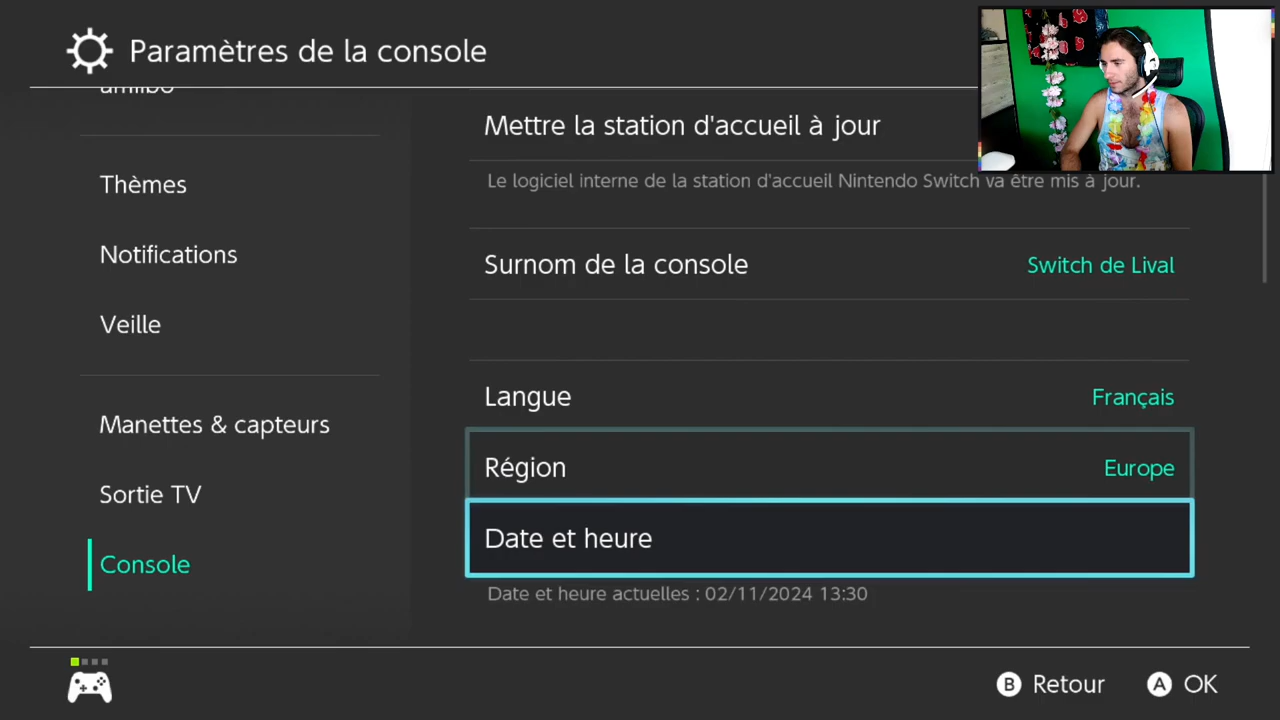 Paramètres de la console
amiibo
Thèmes
Notifications
Veille
Manettes & capteurs
Sortie TV
Console
Mettre la station d'accueil à jour
Le logiciel interne de la station d'accueil Nintendo Switch va être mis à jour.
Surnom de la console Switch de Lival
Langue Français
Région Europe
Date et heure
Date et heure actuelles : 02/11/2024 13:30
B Retour A OK